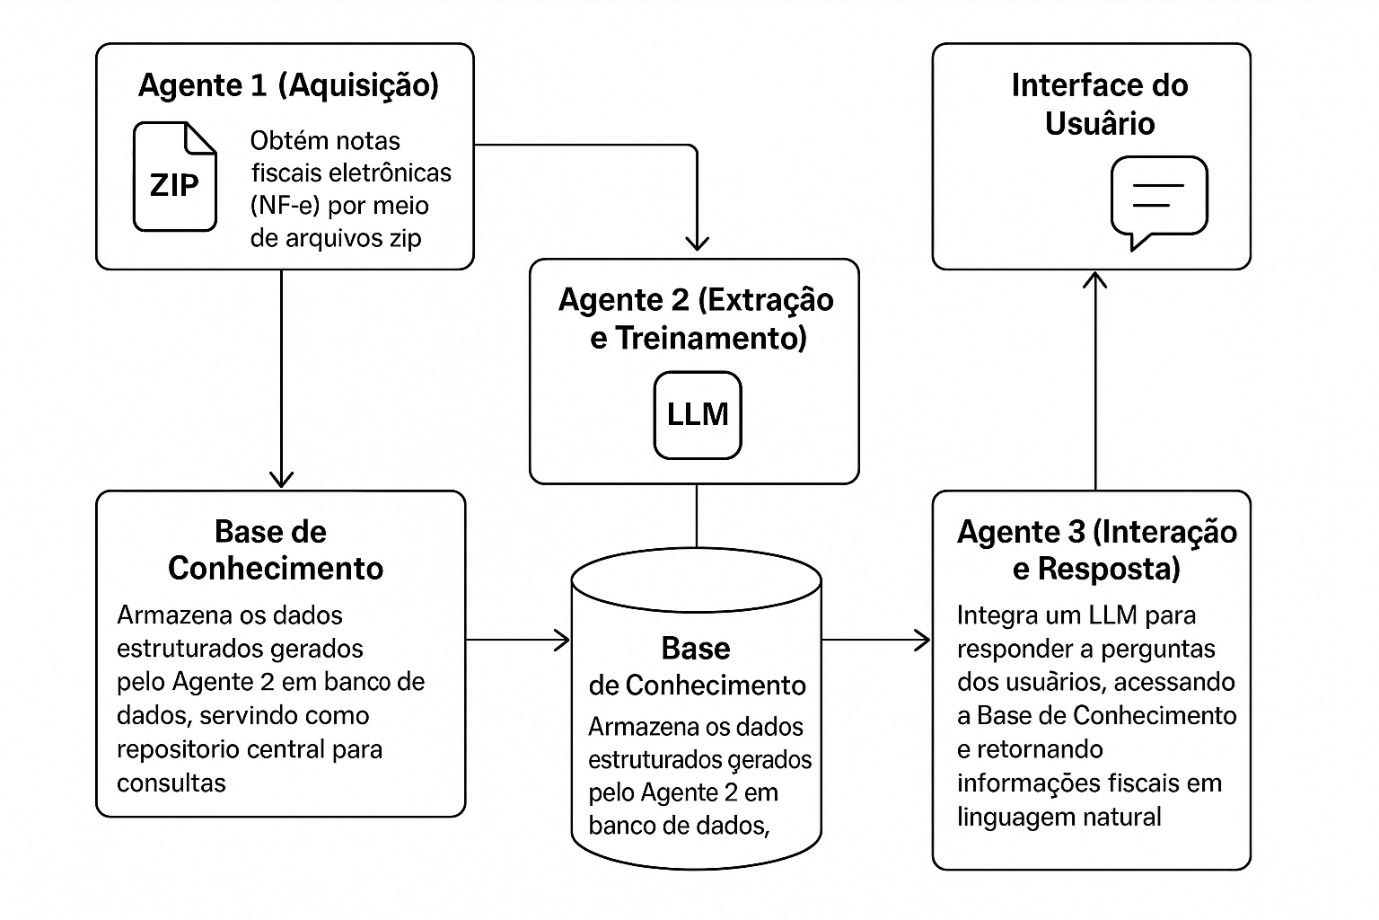 Agente 1 (Aquisição)
ZIP
Obtém notas
fiscais eletrônicas
(NF-e) por meio
de arquivos zip
Interface do
Usuârio
Agente 2 (Extração
e Treinamento)
LLM
Base de
Conhecimento
Armazena os dados
estruturados gerados
pelo Agente 2 em banco de
dados, servindo como
repositorio central para
consultas
Base
de Conhecimento
Armazena os dados
estruturados gerados
pelo Agente 2 em
banco de dados,
Agente 3 (Interação
e Resposta)
Integra um LLM para
responder a perguntas
dos usuãrios, acessando
a Base de Conhecimento
e retornando
informações fiscais em
linguagem natural